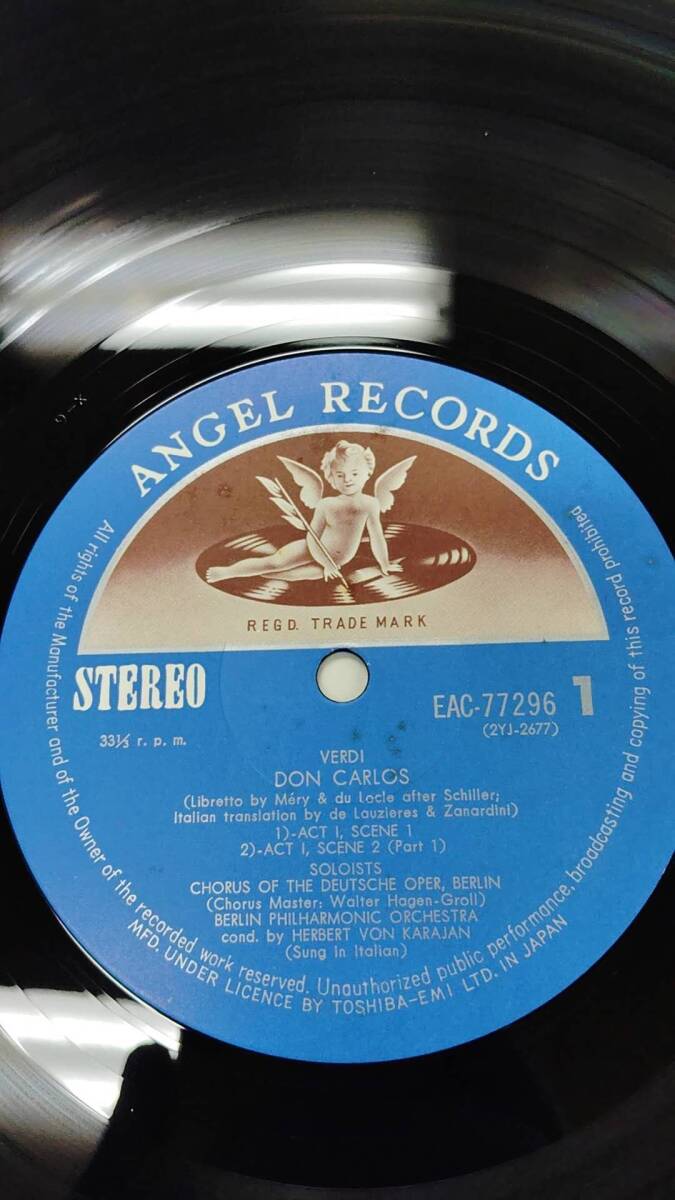 ANGEL RECORDS
REGD. TRADE MARK
STEREO
33⅓ r. p. m.
EAC-77296 1
(2YJ-2677)
VERDI
DON CARLOS
(Libretto by Méry & du Locle after Schiller;
Italian translation by de Lauzieres & Zanardini)
1)-ACT I, SCENE 1
2)-ACT I, SCENE 2 (Part 1)
SOLOISTS
CHORUS OF THE DEUTSCHE OPER, BERLIN
(Chorus Master: Walter Hagen-Groll)
BERLIN PHILHARMONIC ORCHESTRA
cond. by HERBERT VON KARAJAN
(Sung in Italian)
All rights of the Manufacturer and of the Owner of the recorded work reserved. Unauthorized public performance, broadcasting and copying of this record prohibited
MFD. UNDER LICENCE BY TOSHIBA-EMI LTD. IN JAPAN